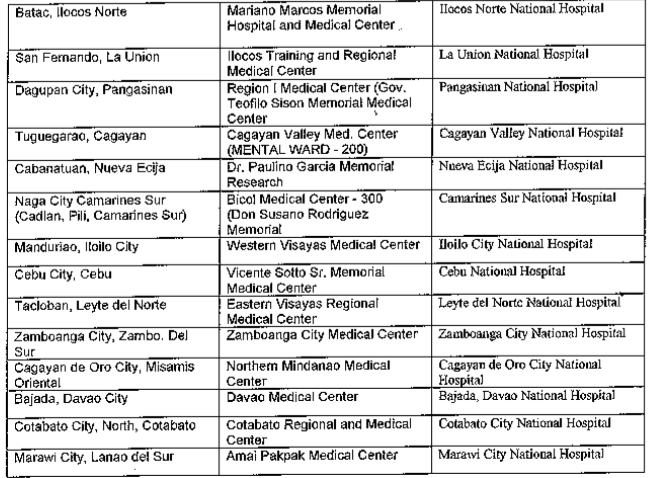 Batac, Ilocos Norte
Mariano Marcos Memorial
Hospital and Medical Center
Ilocos Norte National Hospital
San Fernando, La Union
Ilocos Training and Regional
Medical Center
La Union National Hospital
Dagupan City, Pangasinan
Region I Medical Center (Gov.
Teofilo Sison Memorial Medical
Center
Pangasinan National Hospital
Tuguegarao, Cagayan
Cagayan Valley Med. Center
(MENTAL WARD - 200)
Cagayan Valley National Hospital
Cabanatuan, Nueva Ecija
Dr. Paulino Garcia Memorial
Research
Nueva Ecija National Hospital
Naga City Camarines Sur
(Cadlan, Pili, Camarines Sur)
Bicol Medical Center - 300
(Don Susano Rodriguez
Memorial
Camarines Sur National Hospital
Manduriao, Iloilo City
Western Visayas Medical Center
Iloilo City National Hospital
Cebu City, Cebu
Vicente Sotto Sr. Memorial
Medical Center
Cebu National Hospital
Tacloban, Leyte del Norte
Eastern Visayas Regional
Medical Center
Leyte del Norte National Hospital
Zamboanga City, Zambo. Del
Sur
Zamboanga City Medical Center
Zamboanga City National Hospital
Cagayan de Oro City, Misamis
Oriental
Northern Mindanao Medical
Center
Cagayan de Oro City National
Hospital
Bajada, Davao City
Davao Medical Center
Bajada, Davao National Hospital
Cotabato City, North, Cotabato
Cotabato Regional and Medical
Center
Cotabato City National Hospital
Marawi City, Lanao del Sur
Amai Pakpak Medical Center
Marawi City National Hospital